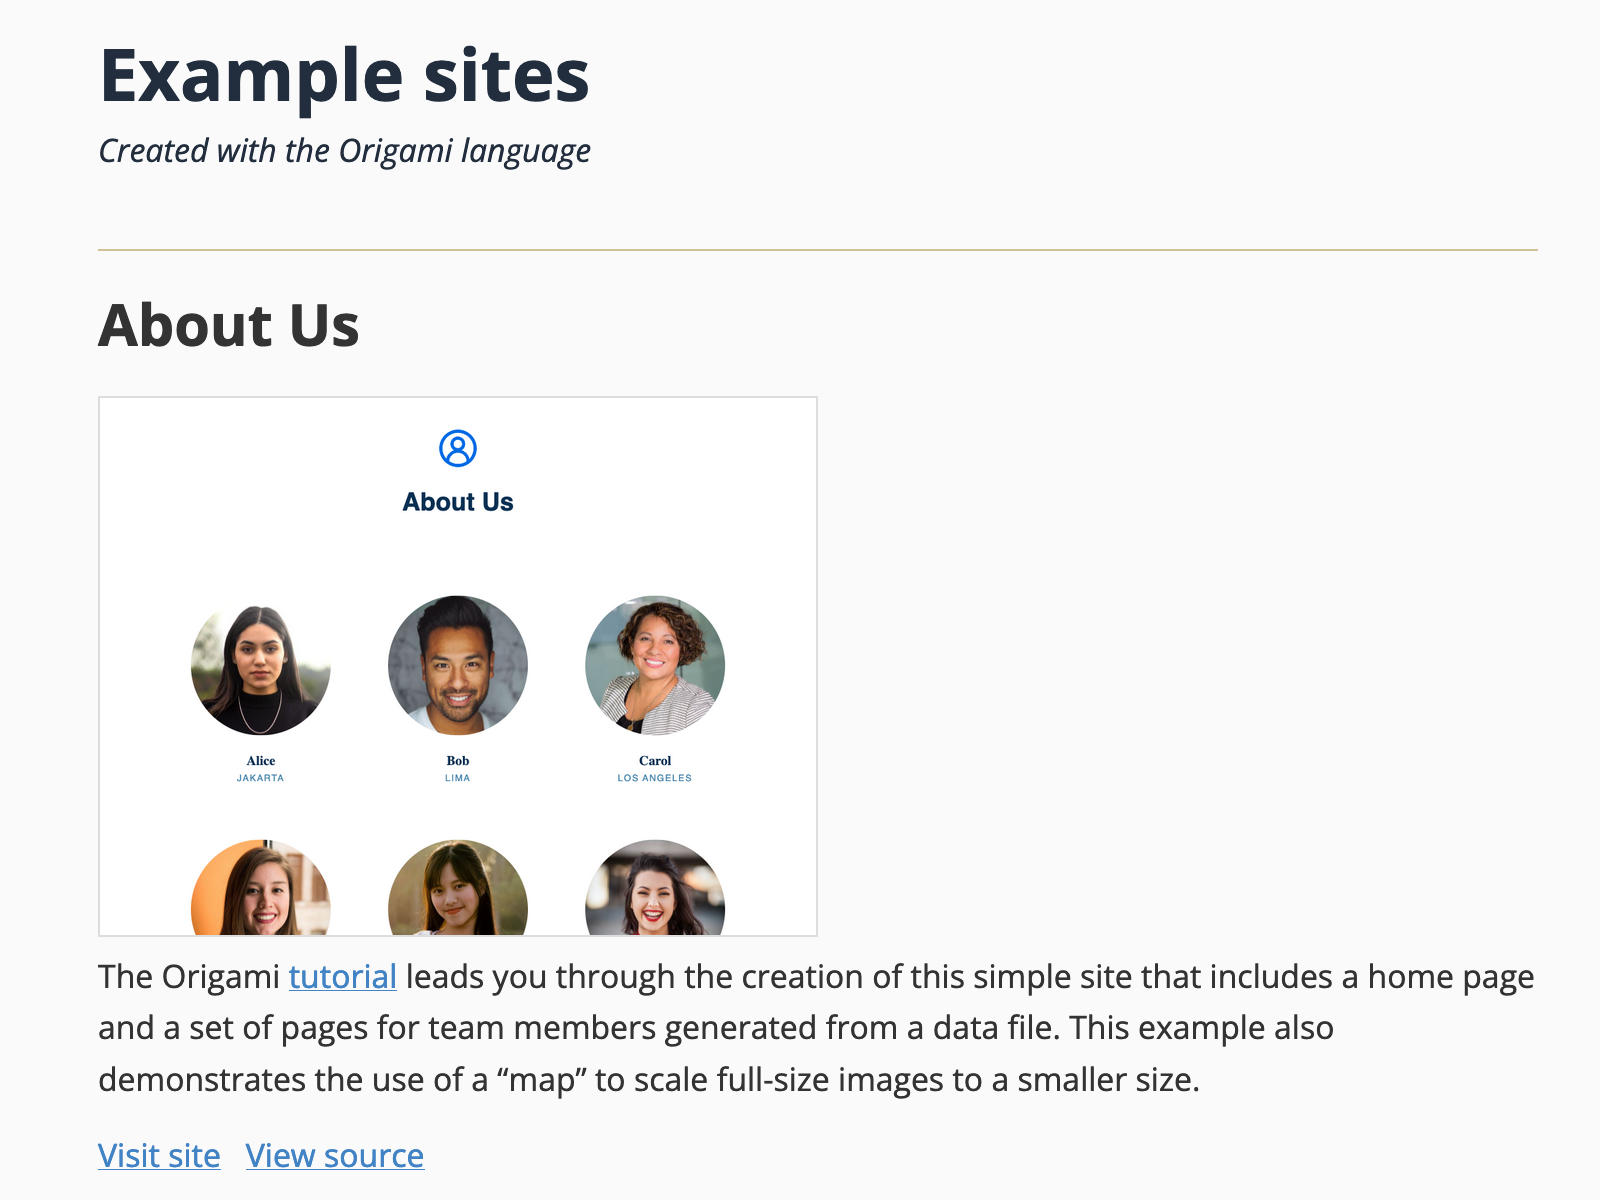 Example sites
Created with the Origami language
About Us
About Us
Alice
JAKARTA
Bob
LIMA
Carol
LOS ANGELES
The Origami tutorial leads you through the creation of this simple site that includes a home page
and a set of pages for team members generated from a data file. This example also
demonstrates the use of a “map” to scale full-size images to a smaller size.
Visit site View source